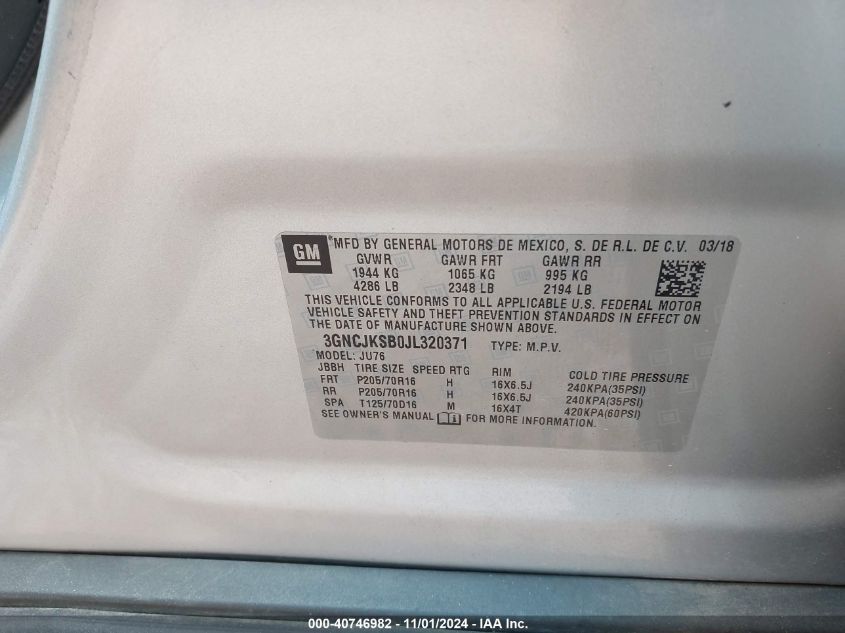 GM
*MFD BY GENERAL MOTORS DE MEXICO, S. DE R.L. DE C.V. 03/18
GVWR GAWR FRT GAWR RR
1944 KG 1065 KG 995 KG
4286 LB 2348 LB 2194 LB
THIS VEHICLE CONFORMS TO ALL APPLICABLE U.S. FEDERAL MOTOR
VEHICLE SAFETY AND THEFT PREVENTION STANDARDS IN EFFECT ON
THE DATE OF MANUFACTURE SHOWN ABOVE.
3GNCJKSB0JL320371 TYPE: M.P.V.
MODEL: JU76
JBBH TIRE SIZE SPEED RTG RIM COLD TIRE PRESSURE
FRT P205/70R16 H 16X6.5J 240KPA(35PSI)
RR P205/70R16 H 16X6.5J 240KPA(35PSI)
SPA T125/70D16 M 16X4T 420KPA(60PSI)
SEE OWNER'S MANUAL FOR MORE INFORMATION.
000-40746982 - 11/01/2024 - IAA Inc.